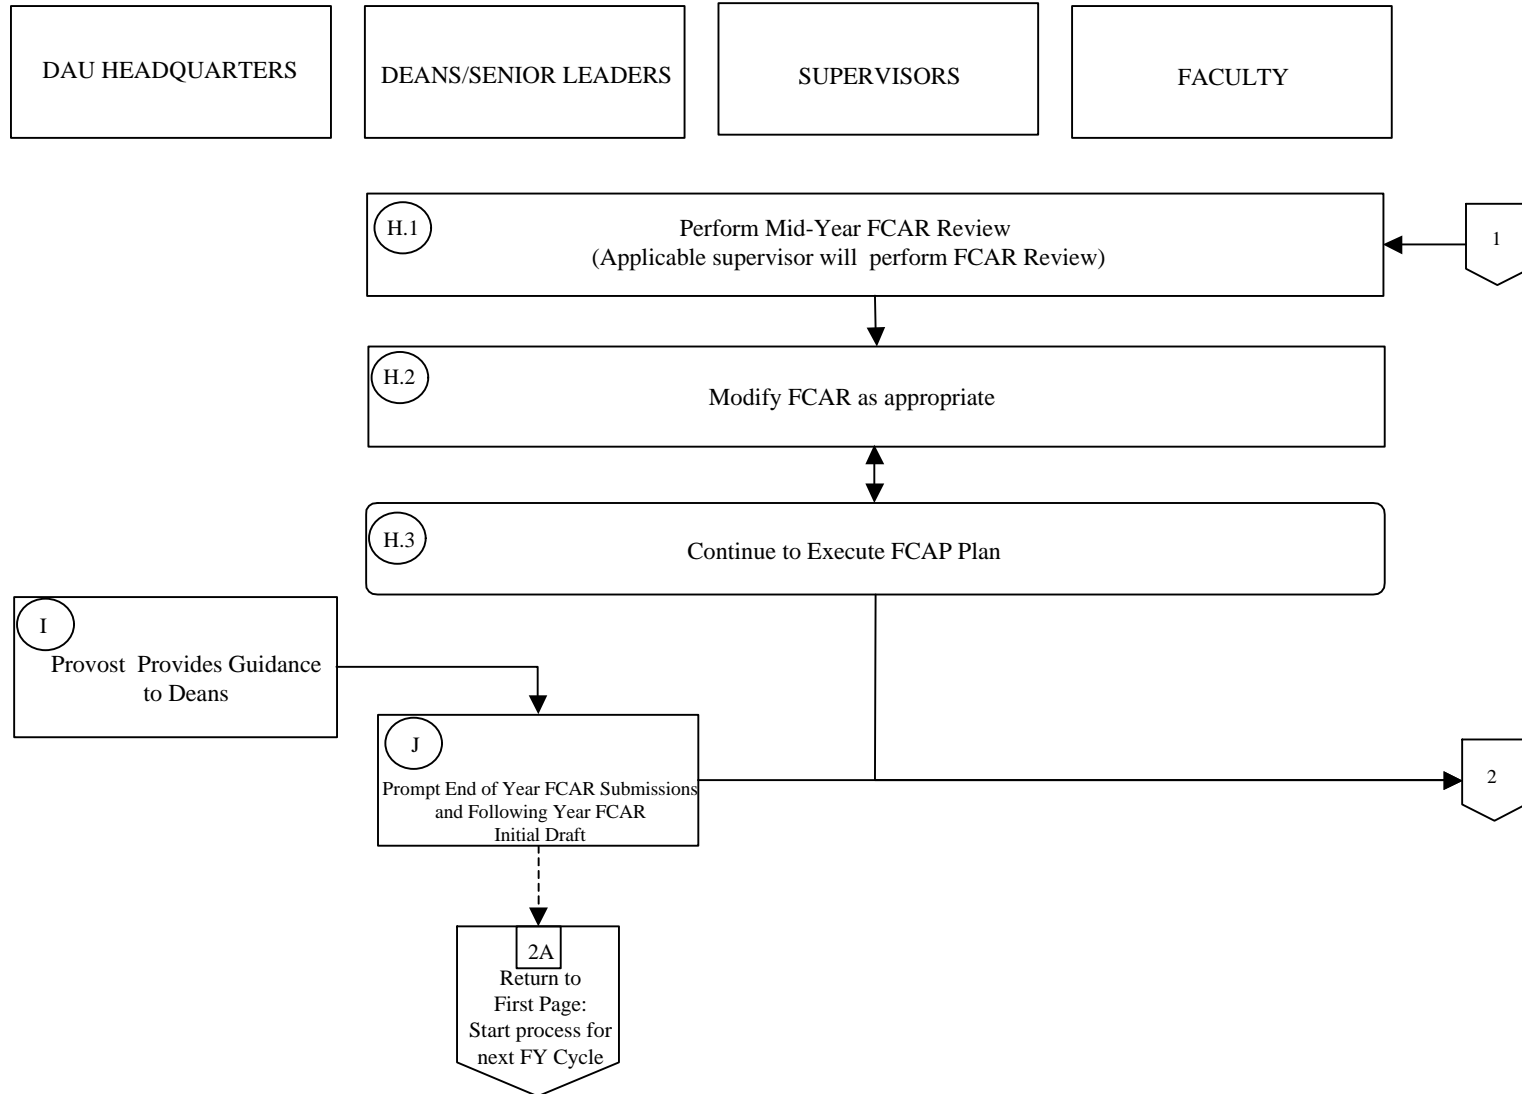 DAU HEADQUARTERS
DEANS/SENIOR LEADERS
SUPERVISORS
FACULTY
H.1
Perform Mid-Year FCAR Review
(Applicable supervisor will perform FCAR Review)
1
H.2
Modify FCAR as appropriate
H.3
Continue to Execute FCAP Plan
I
Provost Provides Guidance
to Deans
J
Prompt End of Year FCAR Submissions
and Following Year FCAR
Initial Draft
2
2A
Return to
First Page:
Start process for
next FY Cycle